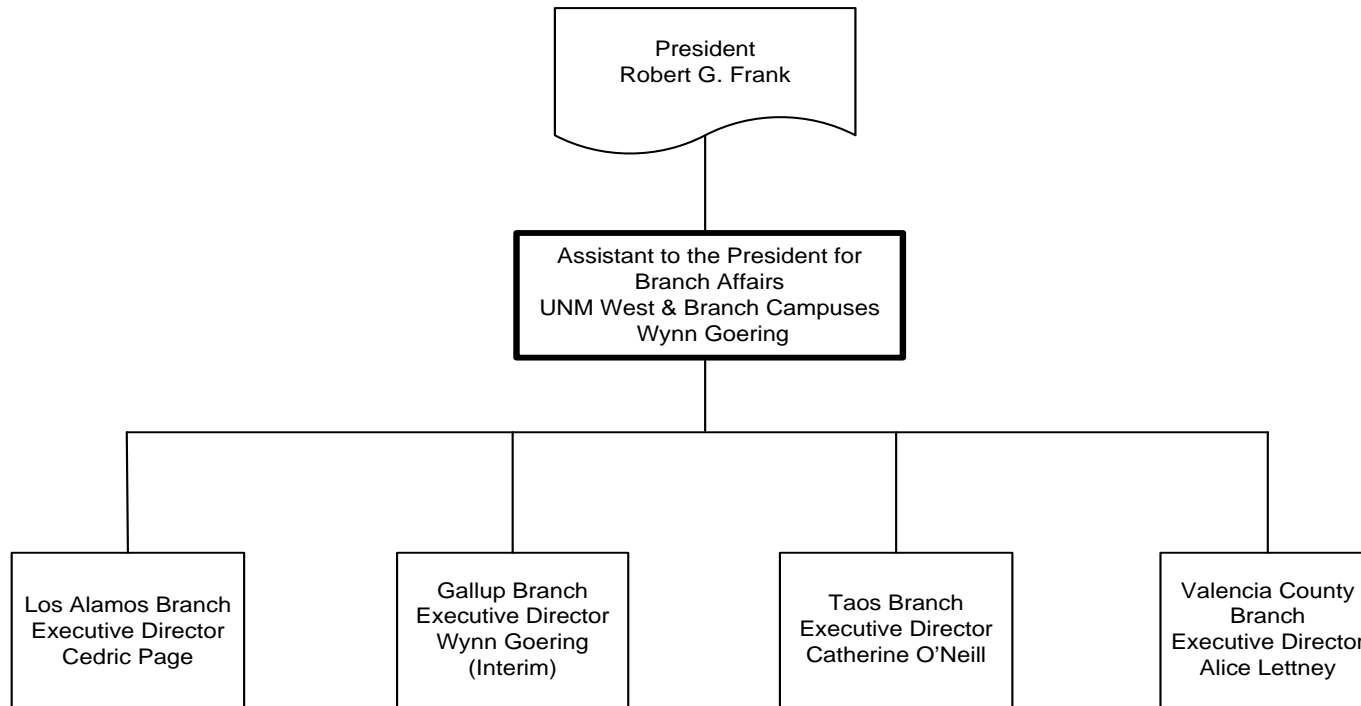 President
Robert G. Frank
Assistant to the President for
Branch Affairs
UNM West & Branch Campuses
Wynn Goering
Los Alamos Branch
Executive Director
Cedric Page
Gallup Branch
Executive Director
Wynn Goering
(Interim)
Taos Branch
Executive Director
Catherine O’Neill
Valencia County
Branch
Executive Director
Alice Lettney